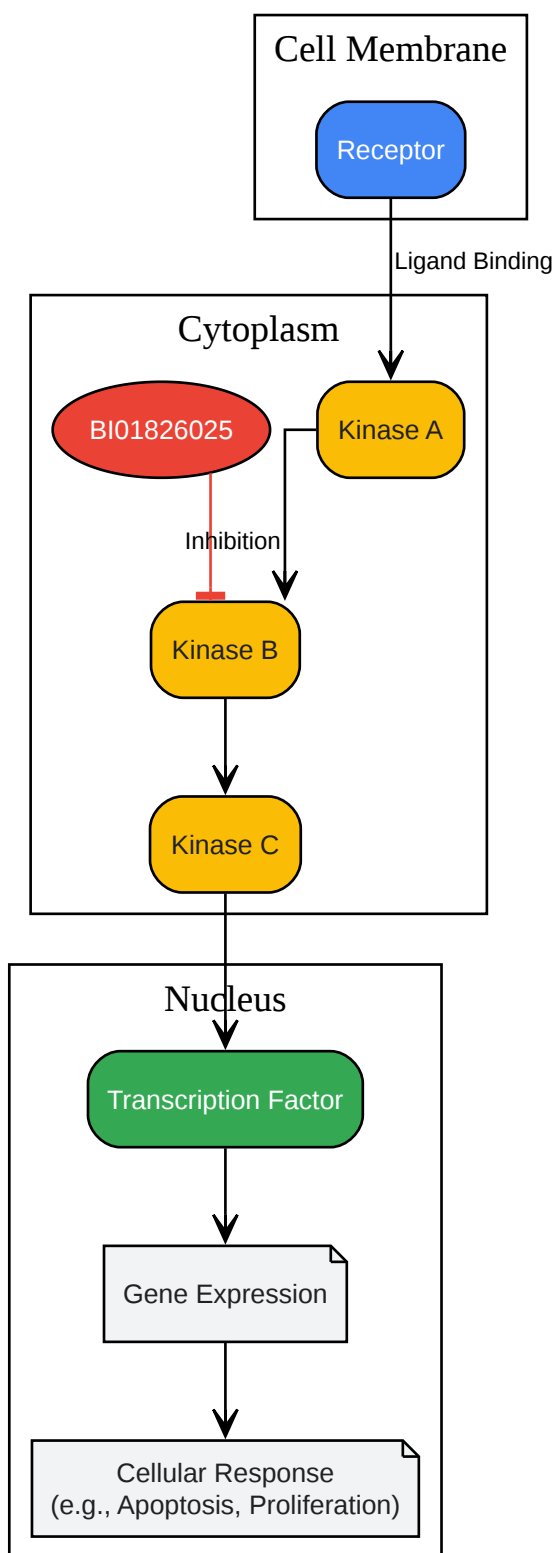 Cell Membrane
Receptor
Ligand Binding
Cytoplasm
BI01826025
Kinase A
Inhibition
Kinase B
Kinase C
Nucleus
Transcription Factor
Gene Expression
Cellular Response
(e.g., Apoptosis, Proliferation)